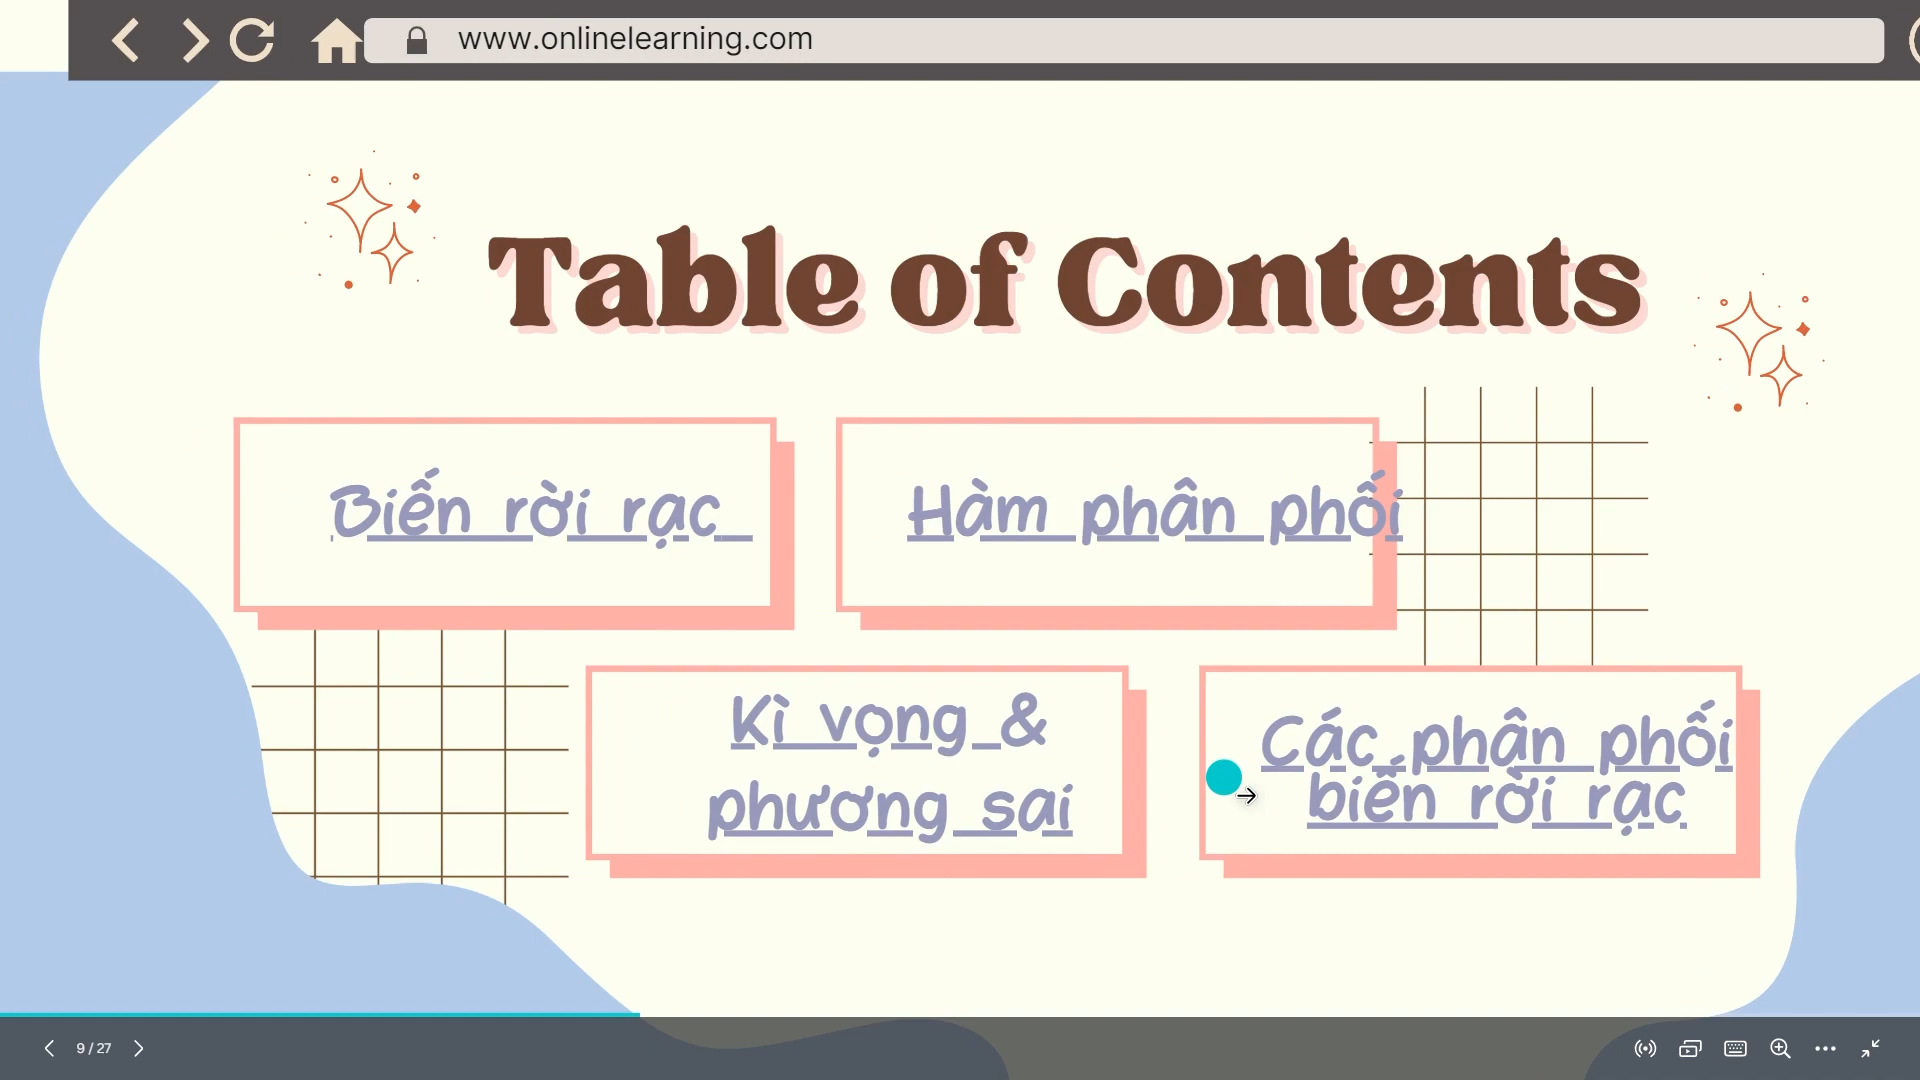 www.onlinelearning.com
Table of Contents
Biến rời rạc
Hàm phân phối
Kì vọng &
phương sai
Các phân phối
biến rời rạc
9 / 27